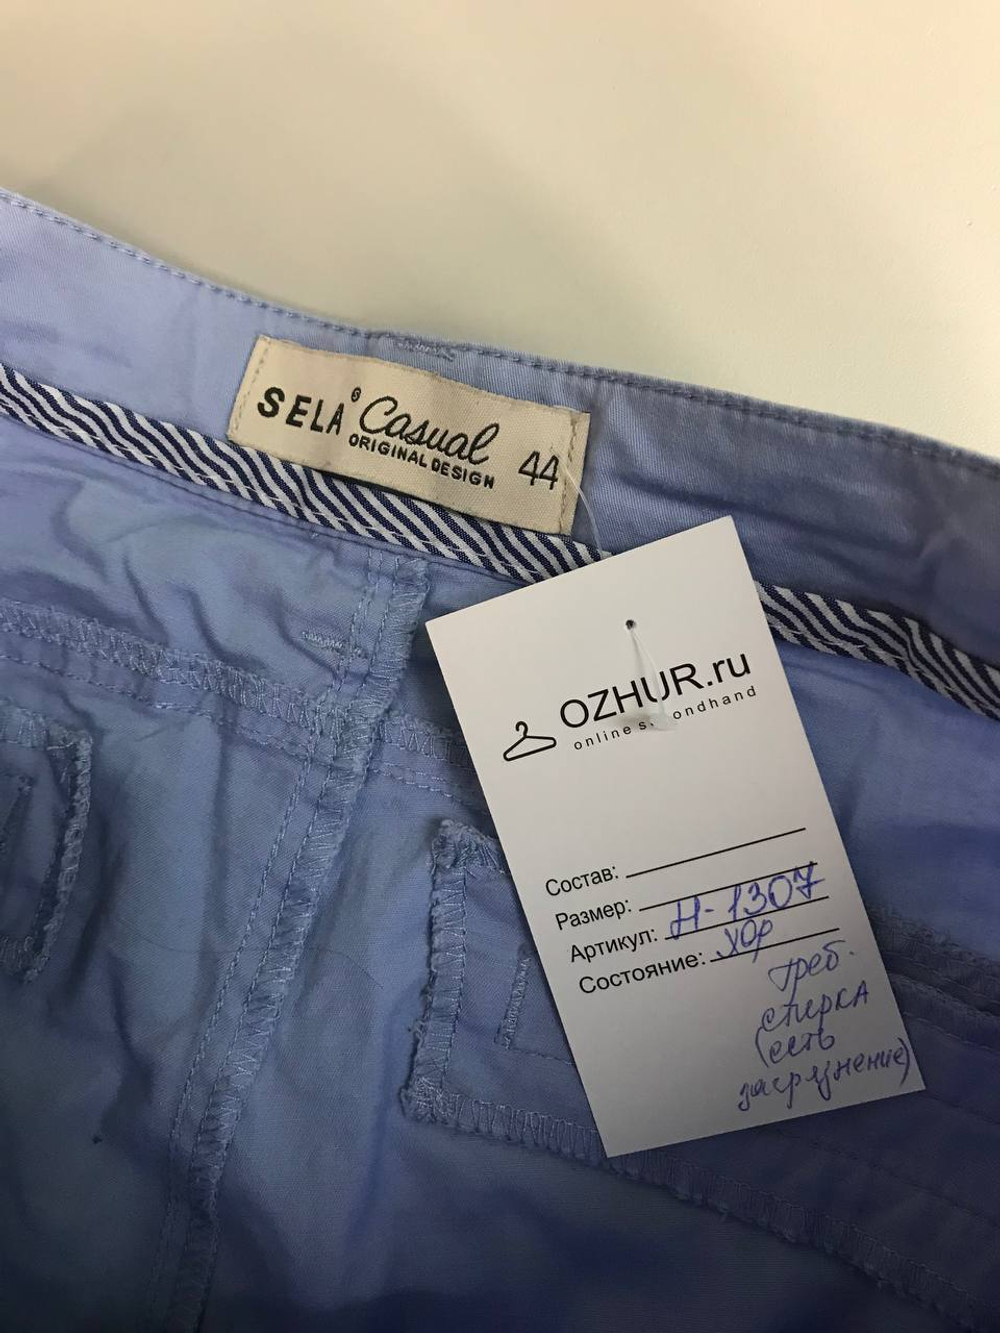 SELA Casual
ORIGINAL DESIGN
44
OZHUR.ru
online secondhand
Состав:
Размер:
Артикул: Н-1307
Состояние: хор
треб.
стирка
(есть
загрязнение)